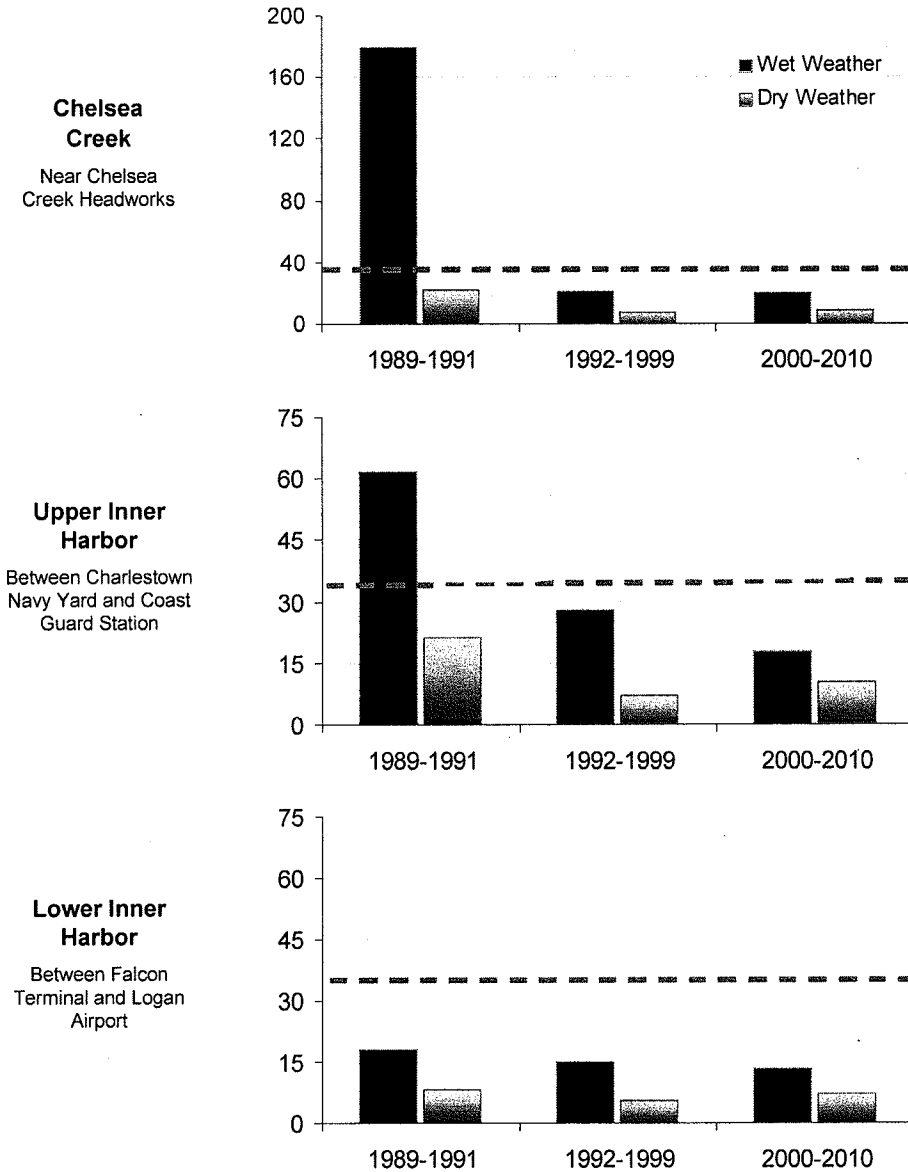 Chelsea
Creek
Near Chelsea
Creek Headworks
200
160
120
80
40
0
Wet Weather
Dry Weather
1989-1991
1992-1999
2000-2010
Upper Inner
Harbor
Between Charlestown
Navy Yard and Coast
Guard Station
75
60
45
30
15
0
1989-1991
1992-1999
2000-2010
Lower Inner
Harbor
Between Falcon
Terminal and Logan
Airport
75
60
45
30
15
0
1989-1991
1992-1999
2000-2010